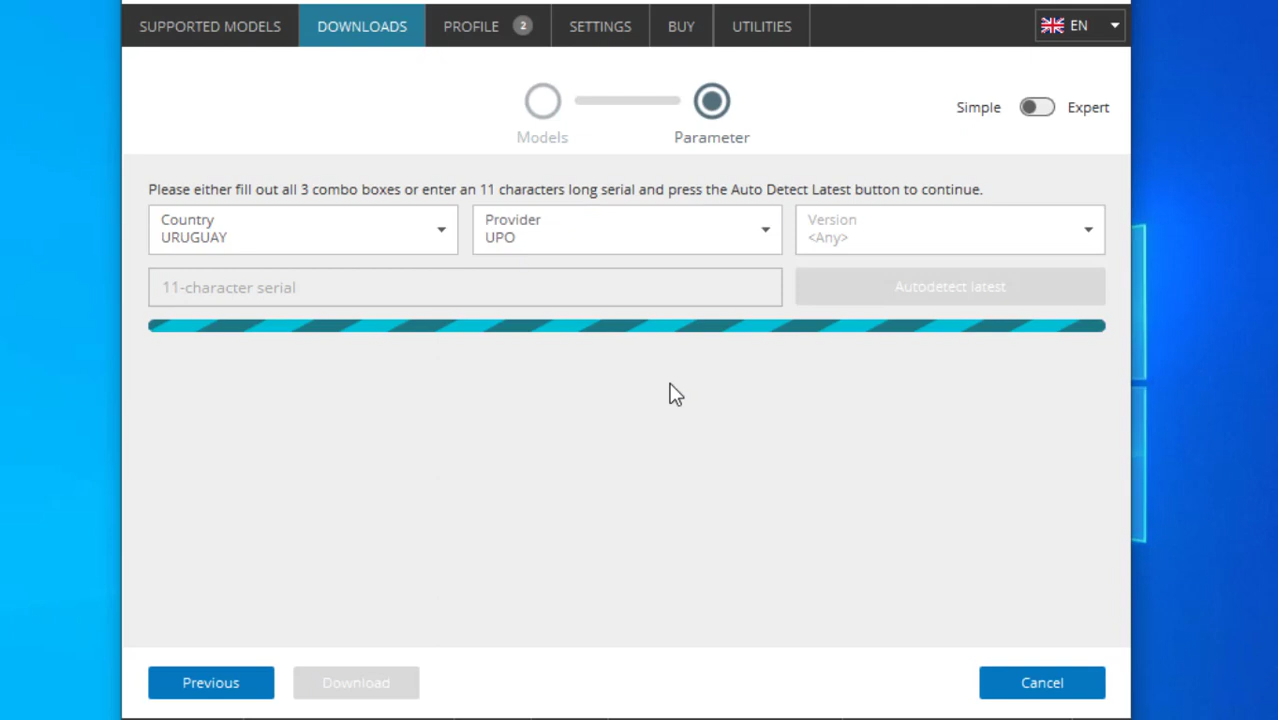 SUPPORTED MODELS DOWNLOADS PROFILE 2 SETTINGS BUY UTILITIES EN
Models Parameter
Simple Expert
Please either fill out all 3 combo boxes or enter an 11 characters long serial and press the Auto Detect Latest button to continue.
Country Provider Version
URUGUAY UPO <Any>
11-character serial Autodetect latest
Previous Download Cancel